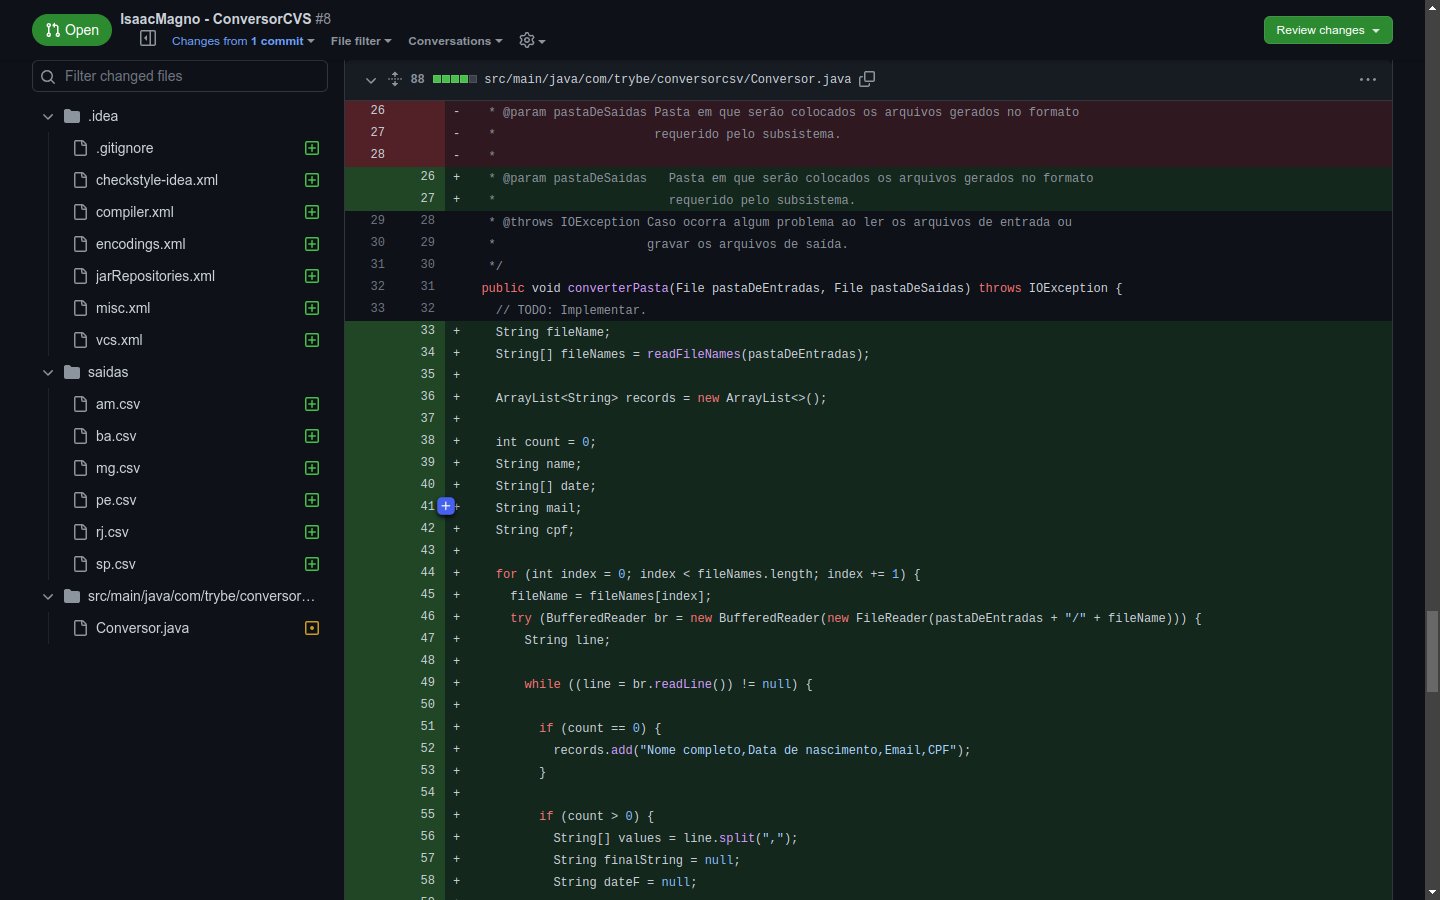 Open
IsaacMagno - ConversorCVS #8
Changes from 1 commit
File filter
Conversations
Review changes
Filter changed files
.idea
.gitignore
checkstyle-idea.xml
compiler.xml
encodings.xml
jarRepositories.xml
misc.xml
vcs.xml
saidas
am.csv
ba.csv
mg.csv
pe.csv
rj.csv
sp.csv
src/main/java/com/trybe/conversor…
Conversor.java
88 src/main/java/com/trybe/conversorcsv/Conversor.java
26 - * @param pastaDeSaidas Pasta em que serão colocados os arquivos gerados no formato
27 - * requerido pelo subsistema.
28 - *
26 + * @param pastaDeSaidas Pasta em que serão colocados os arquivos gerados no formato
27 + * requerido pelo subsistema.
29 28 * @throws IOException Caso ocorra algum problema ao ler os arquivos de entrada ou
30 29 * gravar os arquivos de saída.
31 30 */
32 31 public void converterPasta(File pastaDeEntradas, File pastaDeSaidas) throws IOException {
33 32 // TODO: Implementar.
33 + String fileName;
34 + String[] fileNames = readFileNames(pastaDeEntradas);
35 +
36 + ArrayList<String> records = new ArrayList<>();
37 +
38 + int count = 0;
39 + String name;
40 + String[] date;
41 + String mail;
42 + String cpf;
43 +
44 + for (int index = 0; index < fileNames.length; index += 1) {
45 + fileName = fileNames[index];
46 + try (BufferedReader br = new BufferedReader(new FileReader(pastaDeEntradas + "/" + fileName))) {
47 + String line;
48 +
49 + while ((line = br.readLine()) != null) {
50 +
51 + if (count == 0) {
52 + records.add("Nome completo,Data de nascimento,Email,CPF");
53 + }
54 +
55 + if (count > 0) {
56 + String[] values = line.split(",");
57 + String finalString = null;
58 + String dateF = null;